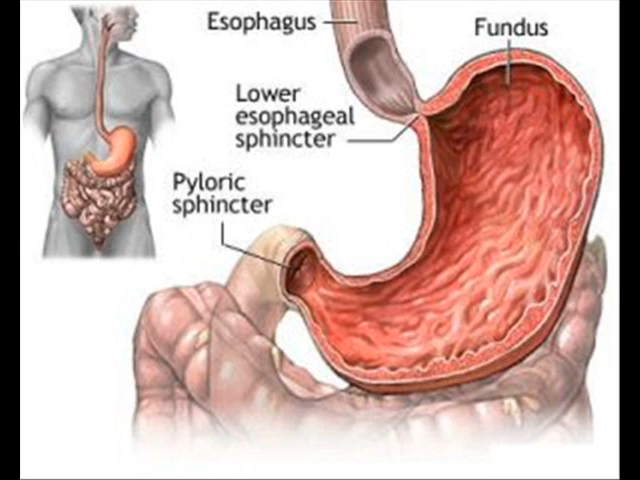 Esophagus
Fundus
Lower
esophageal
sphincter
Pyloric
sphincter